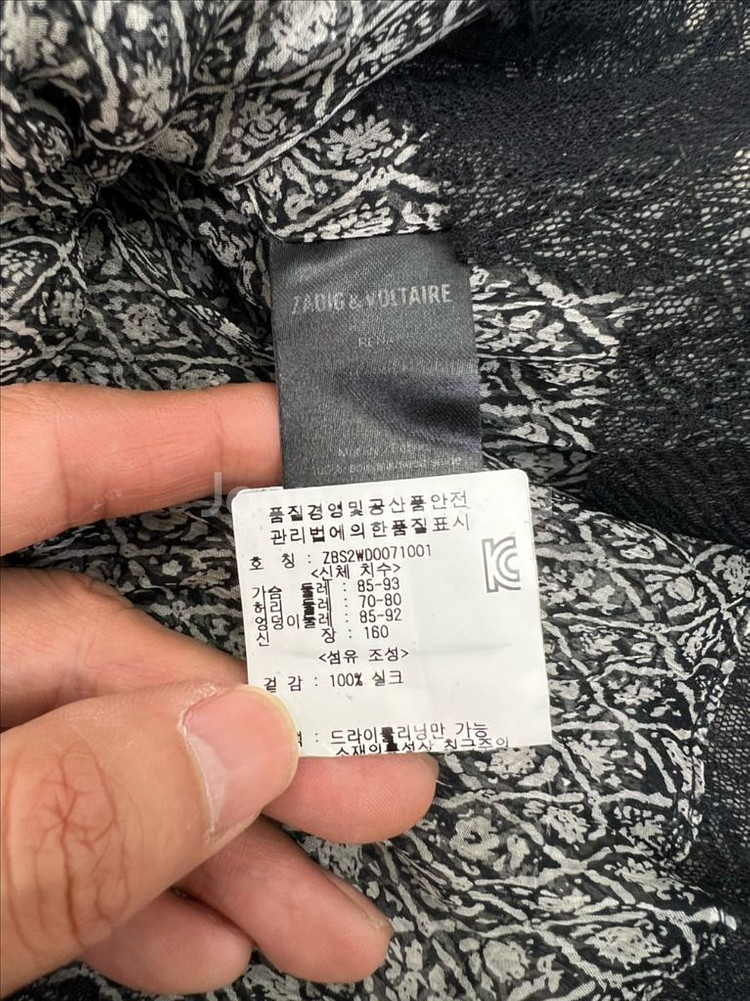 ZADIG & VOLTAIRE
품질경영및공산품안전
관리법에의한품질표시
호 칭 : ZBS2WD0071001
<신체 치수>
가슴 둘레 : 85-93
허리 둘레 : 70-80
엉덩이둘레 : 85-92
신 장 : 160
<섬유 조성>
겉 감 : 100% 실크
: 드라이클리닝만 가능